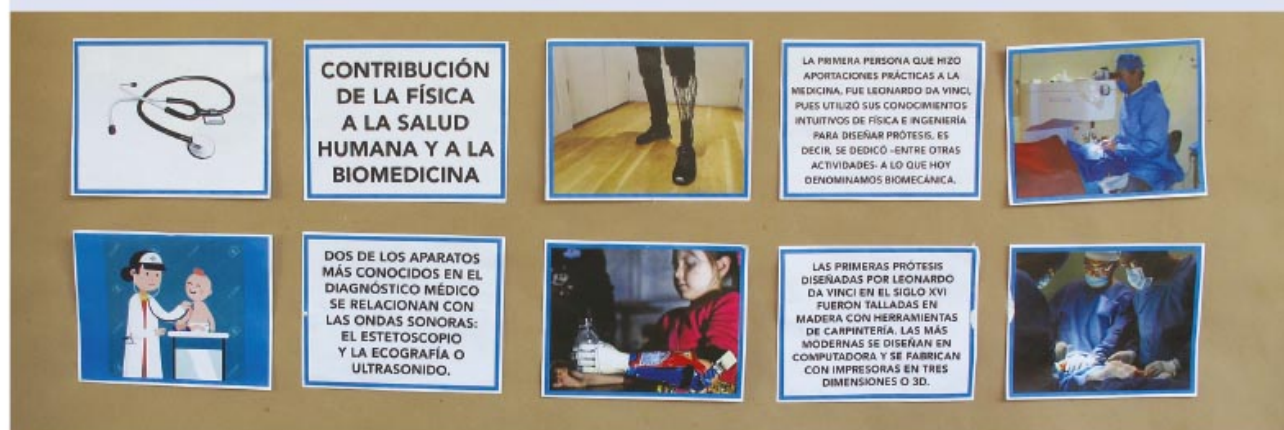 CONTRIBUCIÓN
DE LA FÍSICA
A LA SALUD
HUMANA Y A LA
BIOMEDICINA
LA PRIMERA PERSONA QUE HIZO
APORTACIONES PRÁCTICAS A LA
MEDICINA, FUE LEONARDO DA VINCI,
PUES UTILIZÓ SUS CONOCIMIENTOS
INTUITIVOS DE FÍSICA E INGENIERÍA
PARA DISEÑAR PRÓTESIS, ES
DECIR, SE DEDICÓ -ENTRE OTRAS
ACTIVIDADES- A LO QUE HOY
DENOMINAMOS BIOMECÁNICA.
DOS DE LOS APARATOS
MÁS CONOCIDOS EN EL
DIAGNÓSTICO MÉDICO
SE RELACIONAN CON
LAS ONDAS SONORAS:
EL ESTETOSCOPIO
Y LA ECOGRAFÍA O
ULTRASONIDO.
LAS PRIMERAS PRÓTESIS
DISEÑADAS POR LEONARDO
DA VINCI EN EL SIGLO XVI
FUERON TALLADAS EN
MADERA CON HERRAMIENTAS
DE CARPINTERÍA. LAS MÁS
MODERNAS SE DISEÑAN EN
COMPUTADORA Y SE FABRICAN
CON IMPRESORAS EN TRES
DIMENSIONES O 3D.